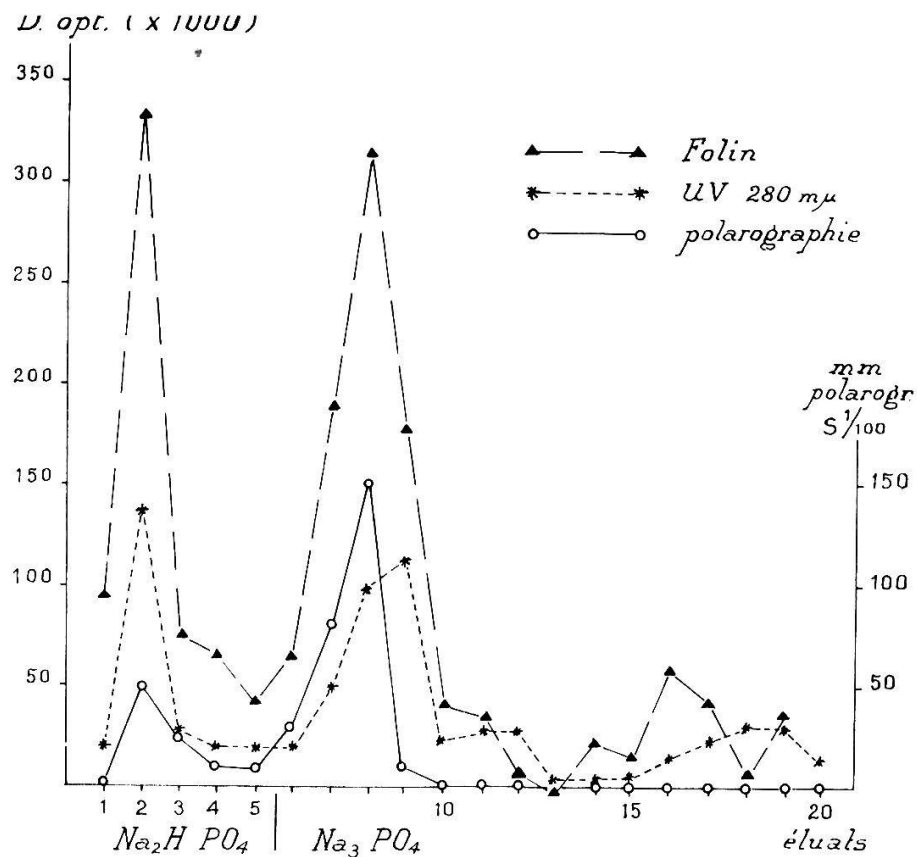 D. opt. ( x 1000)
350
300
250
200
150
100
50
Folin
UV 280 mμ
polarographie
mm
polarogr.
S 1/100
150
100
50
1 2 3 4 5 10 15 20
Na₂H PO₄ | Na₃ PO₄ éluats